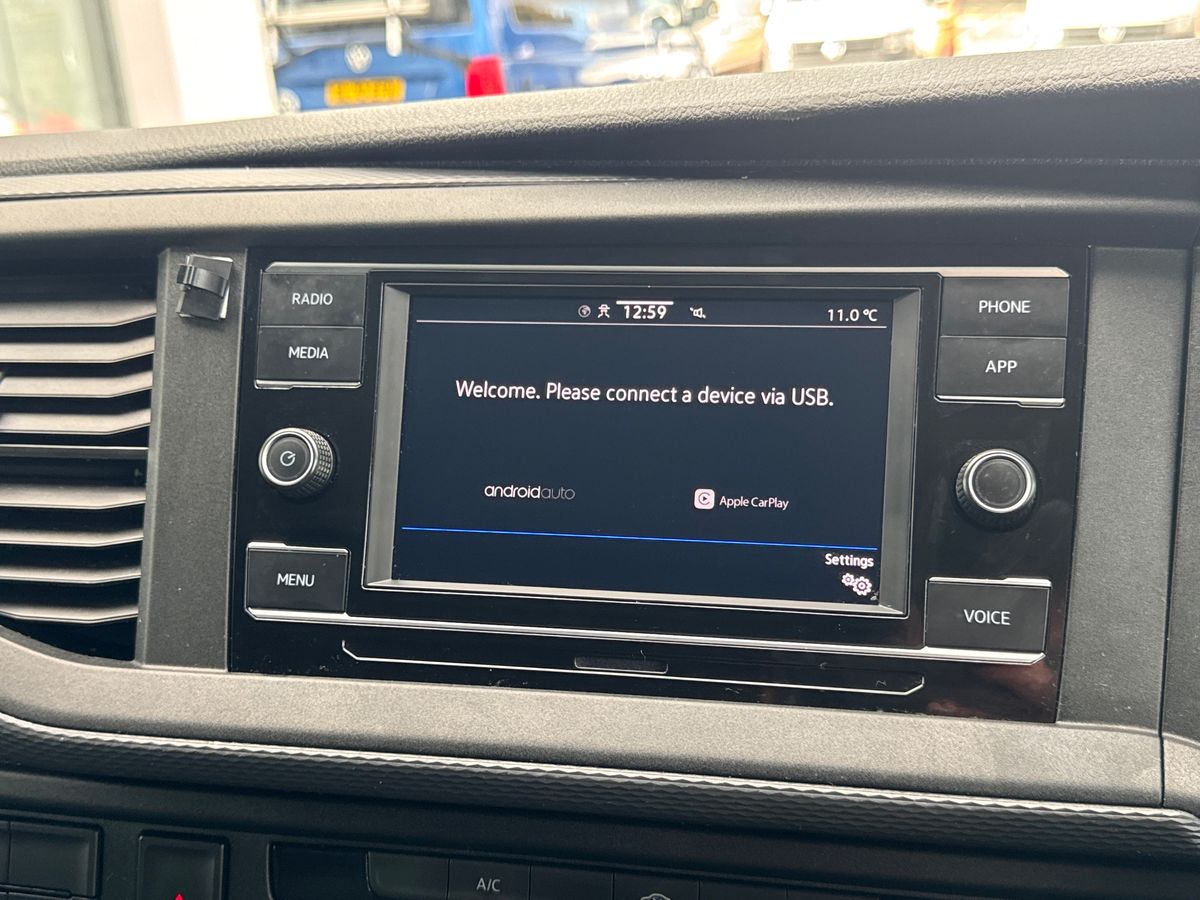 RADIO
MEDIA
MENU
12:59
11.0 °C
Welcome. Please connect a device via USB.
androidauto
Apple CarPlay
Settings
PHONE
APP
VOICE
A/C